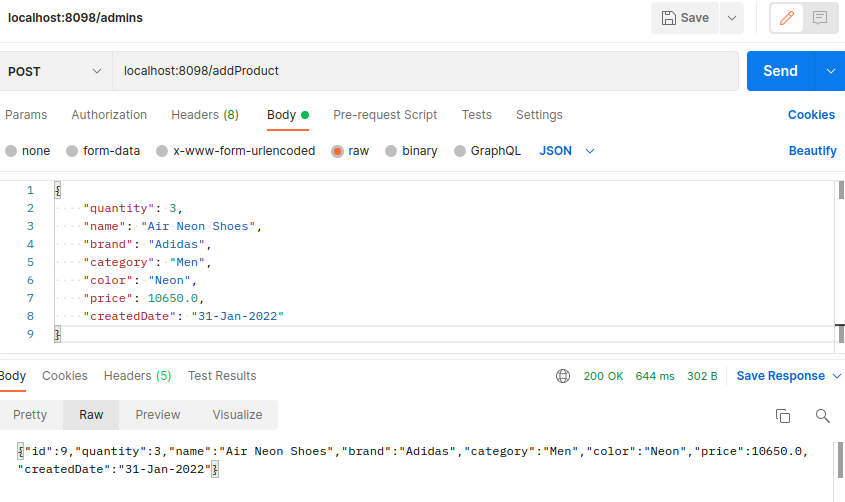 localhost:8098/admins
Save
POST
localhost:8098/addProduct
Send
Params Authorization Headers (8) Body Pre-request Script Tests Settings Cookies
none form-data x-www-form-urlencoded raw binary GraphQL JSON Beautify
1 {
2 "quantity": 3,
3 "name": "Air Neon Shoes",
4 "brand": "Adidas",
5 "category": "Men",
6 "color": "Neon",
7 "price": 10650.0,
8 "createdDate": "31-Jan-2022"
9 }
Body Cookies Headers (5) Test Results 200 OK 644 ms 302 B Save Response
Pretty Raw Preview Visualize
{"id":9,"quantity":3,"name":"Air Neon Shoes","brand":"Adidas","category":"Men","color":"Neon","price":10650.0,
"createdDate":"31-Jan-2022"}